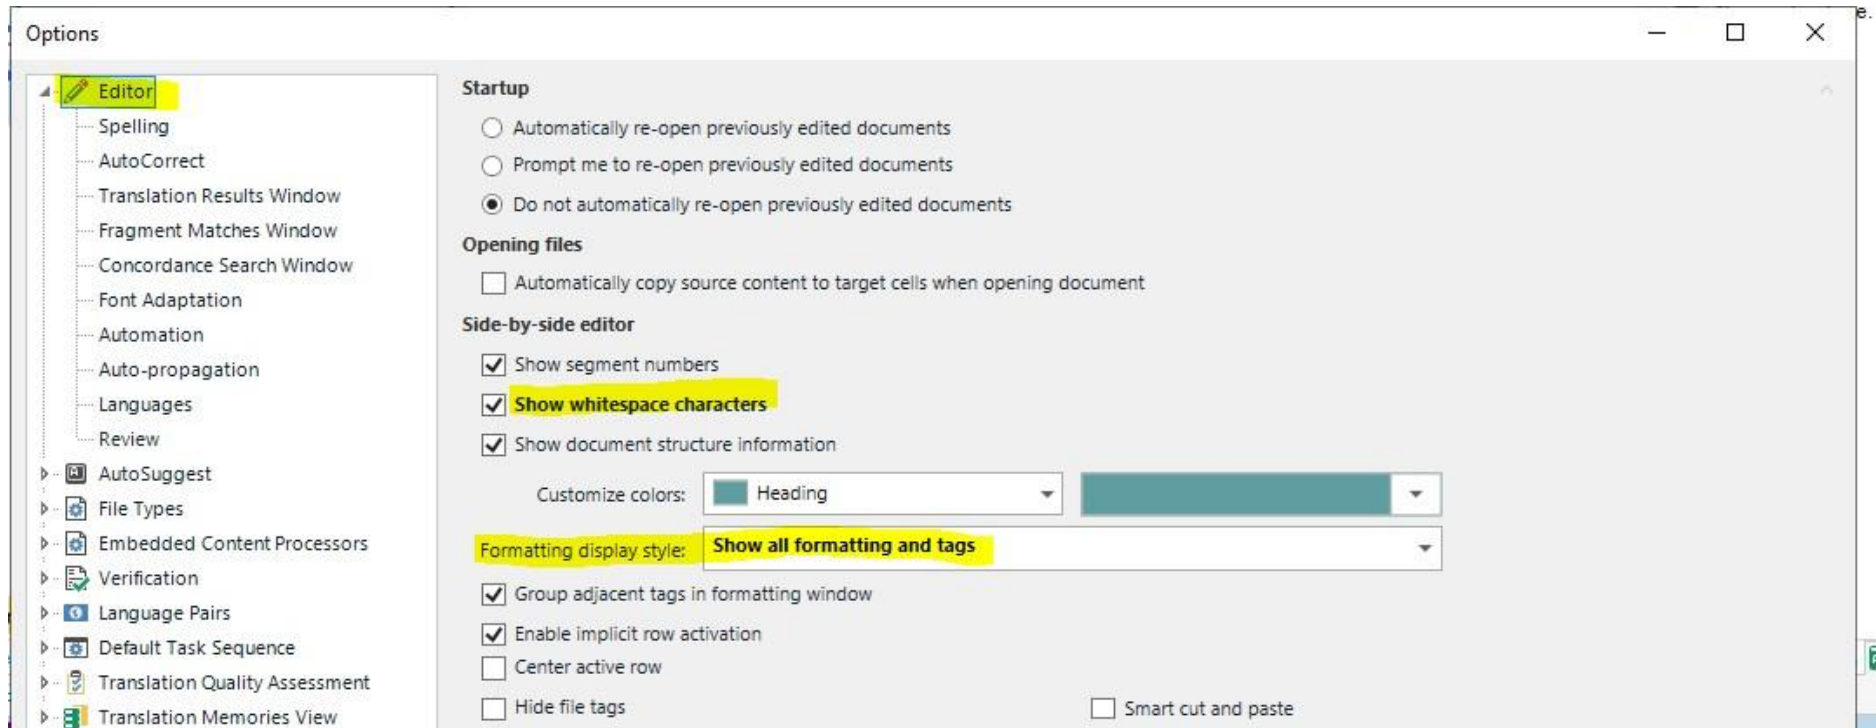 Options
e.
Editor
Spelling
AutoCorrect
Translation Results Window
Fragment Matches Window
Concordance Search Window
Font Adaptation
Automation
Auto-propagation
Languages
Review
AutoSuggest
File Types
Embedded Content Processors
Verification
Language Pairs
Default Task Sequence
Translation Quality Assessment
Translation Memories View
Startup
Automatically re-open previously edited documents
Prompt me to re-open previously edited documents
Do not automatically re-open previously edited documents
Opening files
Automatically copy source content to target cells when opening document
Side-by-side editor
Show segment numbers
Show whitespace characters
Show document structure information
Customize colors: Heading
Formatting display style: Show all formatting and tags
Group adjacent tags in formatting window
Enable implicit row activation
Center active row
Hide file tags Smart cut and paste